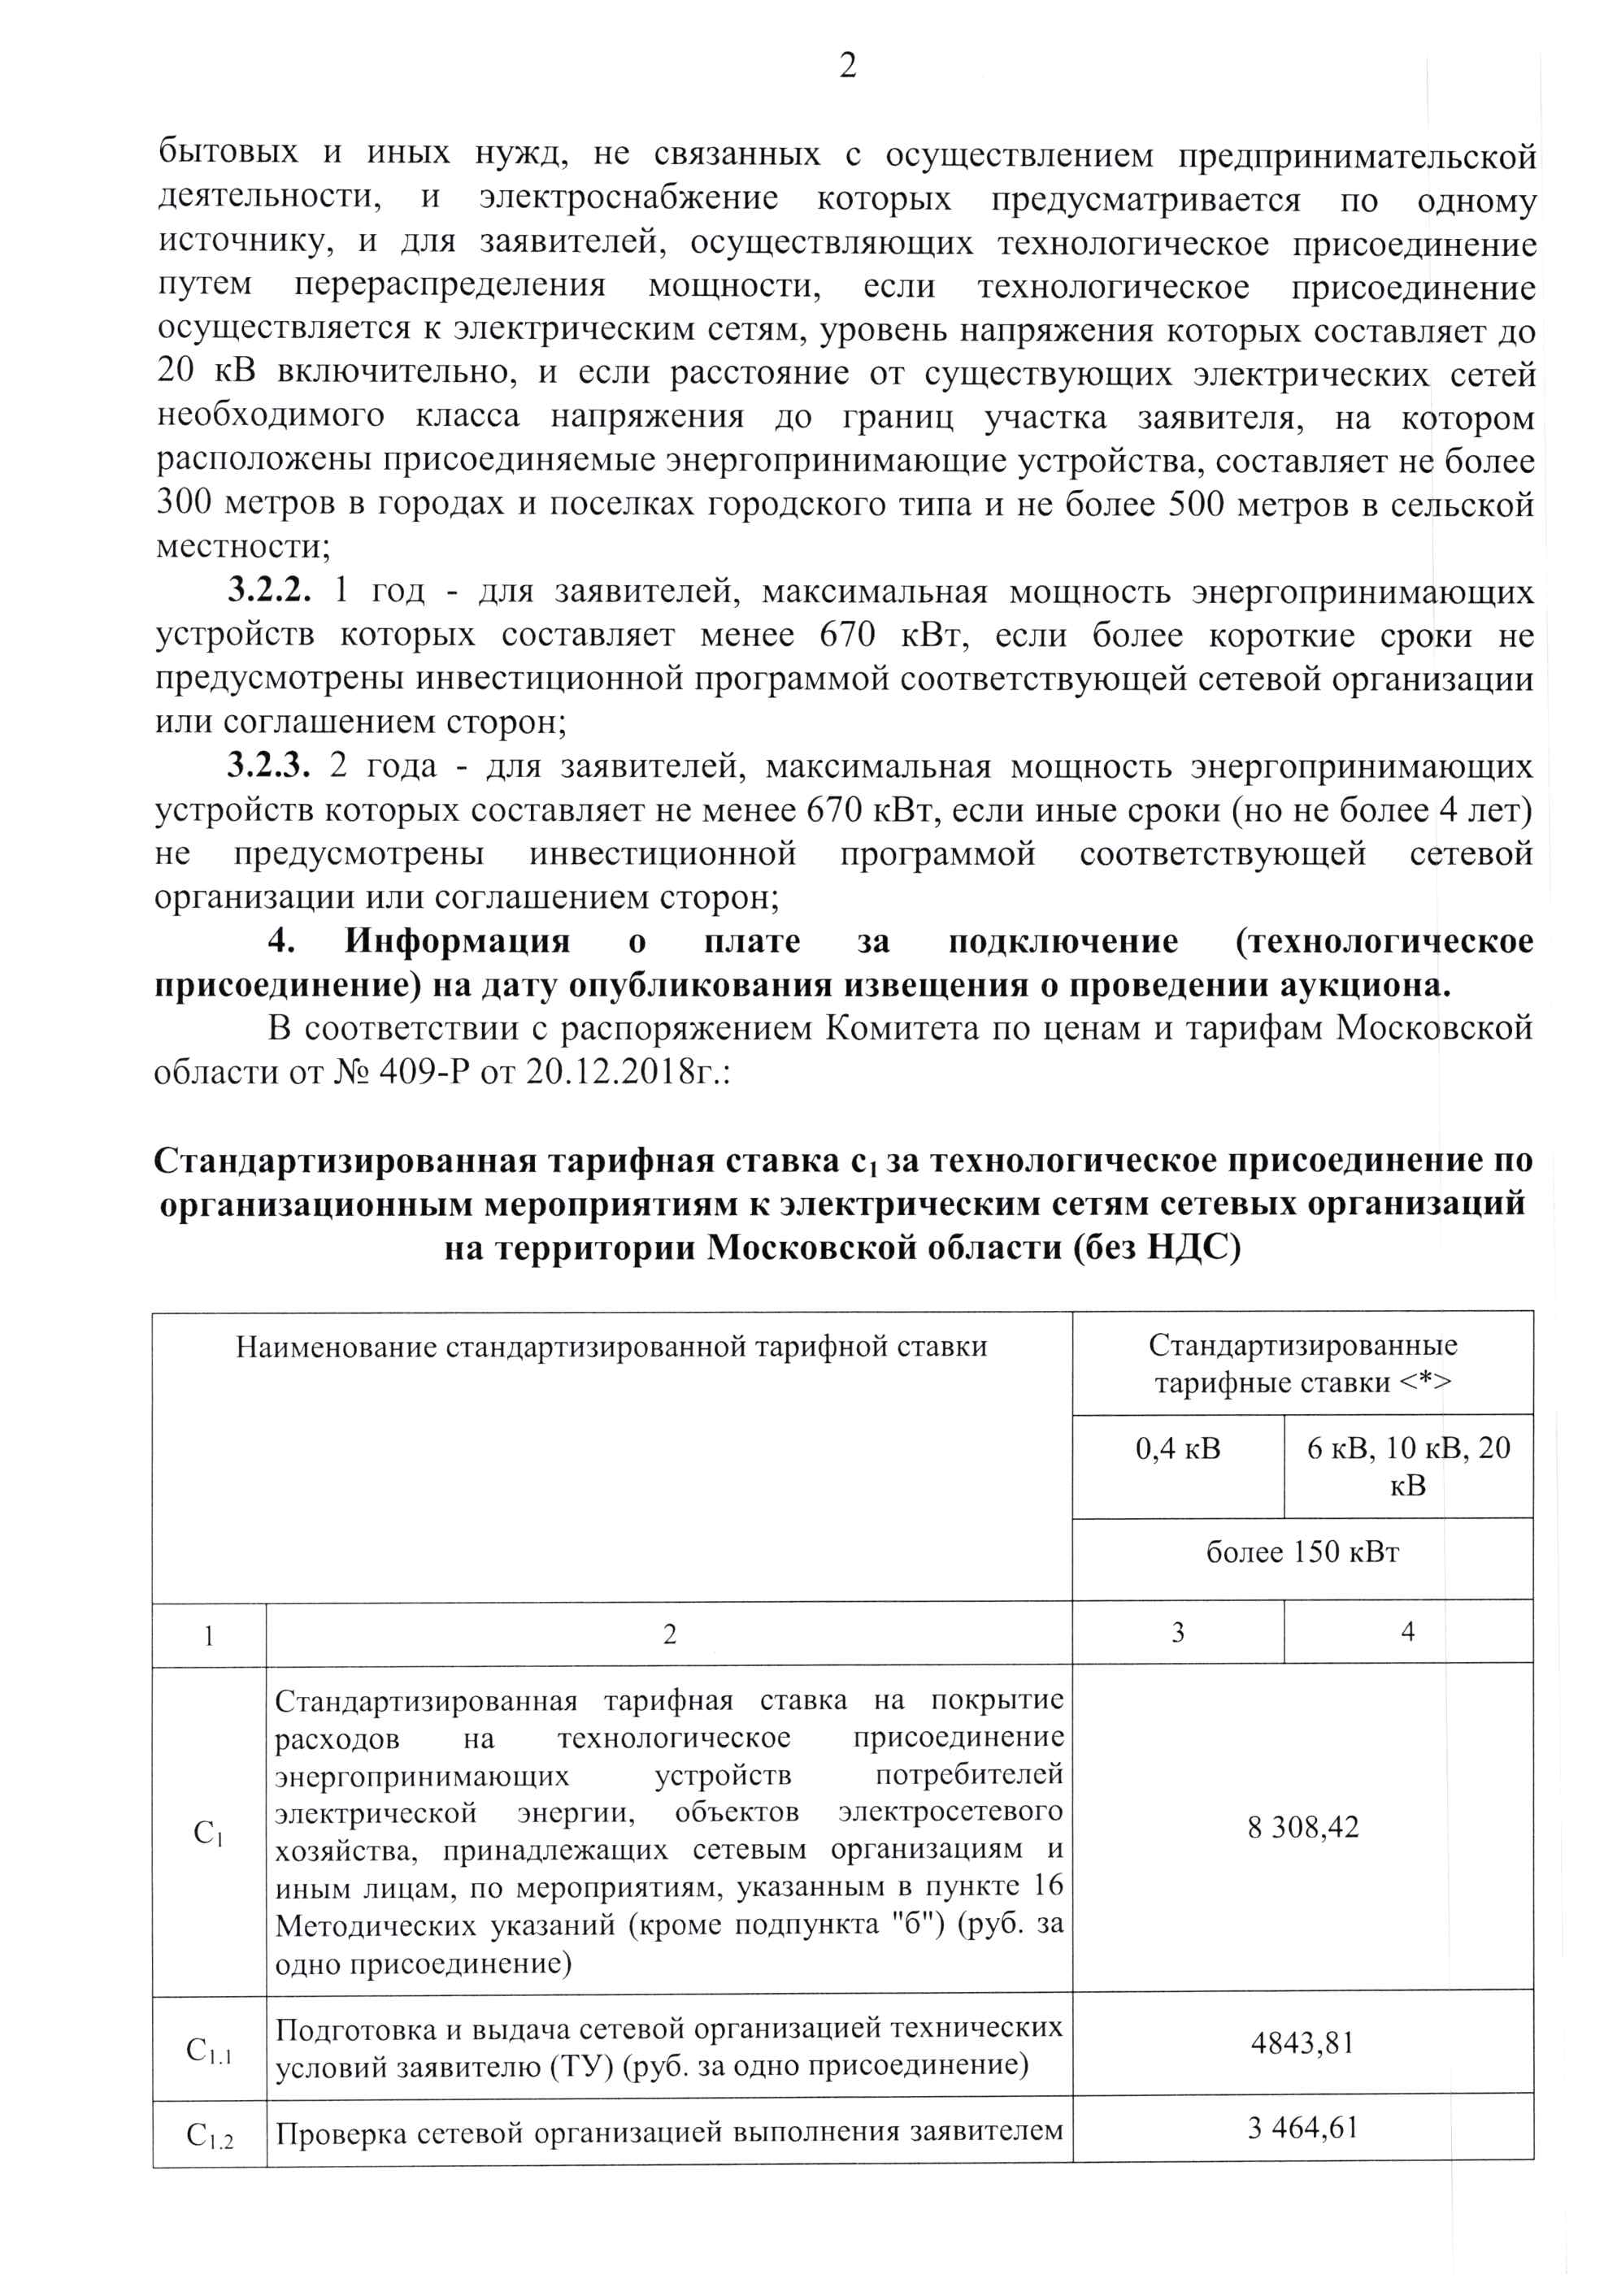 2
бытовых и иных нужд, не связанных с осуществлением предпринимательской
деятельности, и электроснабжение которых предусматривается по одному
источнику, и для заявителей, осуществляющих технологическое присоединение
путем перераспределения мощности, если технологическое присоединение
осуществляется к электрическим сетям, уровень напряжения которых составляет до
20 кВ включительно, и если расстояние от существующих электрических сетей
необходимого класса напряжения до границ участка заявителя, на котором
расположены присоединяемые энергопринимающие устройства, составляет не более
300 метров в городах и поселках городского типа и не более 500 метров в сельской
местности;
3.2.2. 1 год - для заявителей, максимальная мощность энергопринимающих
устройств которых составляет менее 670 кВт, если более короткие сроки не
предусмотрены инвестиционной программой соответствующей сетевой организации
или соглашением сторон;
3.2.3. 2 года - для заявителей, максимальная мощность энергопринимающих
устройств которых составляет не менее 670 кВт, если иные сроки (но не более 4 лет)
не предусмотрены инвестиционной программой соответствующей сетевой
организации или соглашением сторон;
4. Информация о плате за подключение (технологическое
присоединение) на дату опубликования извещения о проведении аукциона.
В соответствии с распоряжением Комитета по ценам и тарифам Московской
области от № 409-Р от 20.12.2018г.:
Стандартизированная тарифная ставка с₁ за технологическое присоединение по
организационным мероприятиям к электрическим сетям сетевых организаций
на территории Московской области (без НДС)
Наименование стандартизированной тарифной ставки
Стандартизированные
тарифные ставки <*>
0,4 кВ
6 кВ, 10 кВ, 20
кВ
более 150 кВт
1
2
3
4
С₁
Стандартизированная тарифная ставка на покрытие
расходов на технологическое присоединение
энергопринимающих устройств потребителей
электрической энергии, объектов электросетевого
хозяйства, принадлежащих сетевым организациям и
иным лицам, по мероприятиям, указанным в пункте 16
Методических указаний (кроме подпункта "б") (руб. за
одно присоединение)
8 308,42
С₁.₁
Подготовка и выдача сетевой организацией технических
условий заявителю (ТУ) (руб. за одно присоединение)
4843,81
С₁.₂
Проверка сетевой организацией выполнения заявителем
3 464,61